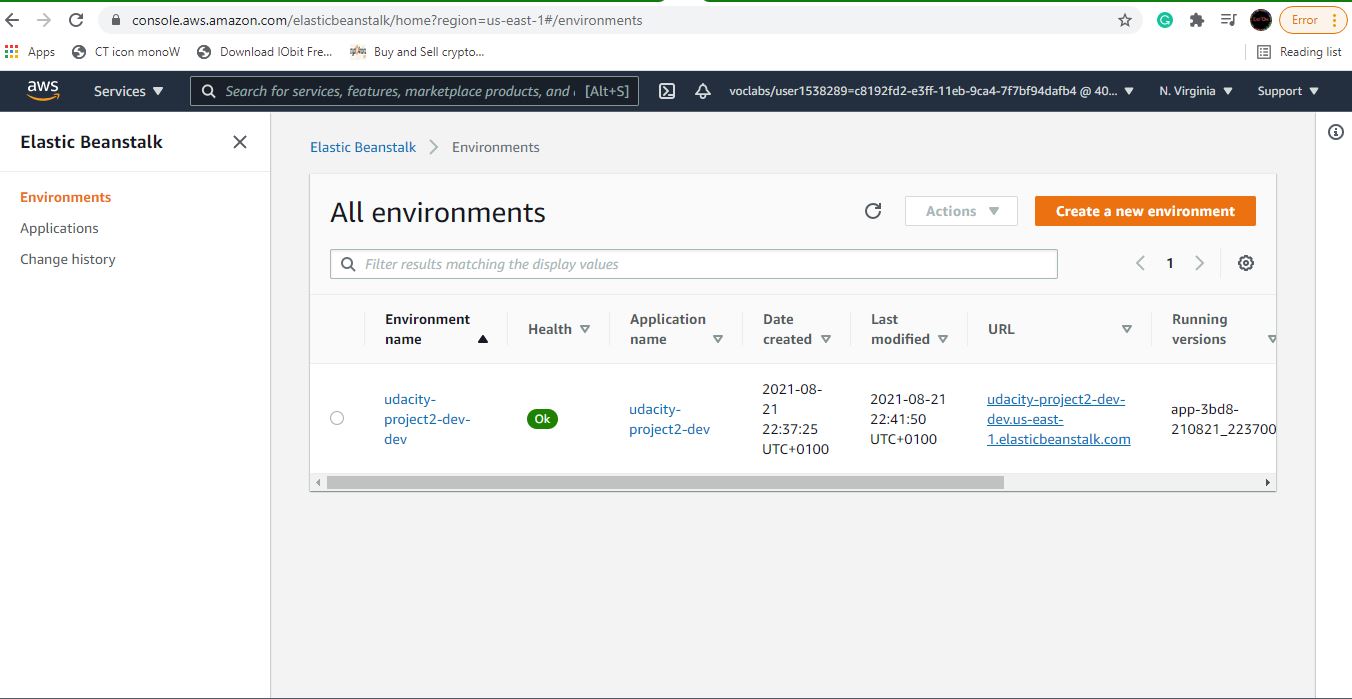 console.aws.amazon.com/elasticbeanstalk/home?region=us-east-1#/environments
Error
Apps
CT icon monoW
Download IObit Fre...
Buy and Sell crypto...
Reading list
aws
Services
Search for services, features, marketplace products, and
[Alt+S]
voclabs/user1538289=c8192fd2-e3ff-11eb-9ca4-7f7bf94dafb4 @ 40...
N. Virginia
Support
Elastic Beanstalk
Environments
Applications
Change history
Elastic Beanstalk
Environments
All environments
Actions
Create a new environment
Filter results matching the display values
1
Environment
name
Health
Application
name
Date
created
Last
modified
URL
Running
versions
udacity-
project2-dev-
dev
Ok
udacity-
project2-dev
2021-08-
21
22:37:25
UTC+0100
2021-08-21
22:41:50
UTC+0100
udacity-project2-dev-
dev.us-east-
1.elasticbeanstalk.com
app-3bd8-
210821_223700